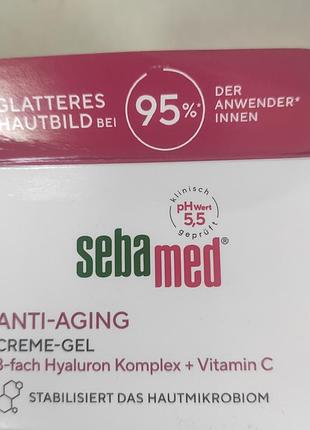 GLATTERES
HAUTBILD BEI
95%*
DER
ANWENDER*
INNEN
klinisch
pH Wert
5,5
geprüft
sebamed®
ANTI-AGING
CREME-GEL
3-fach Hyaluron Komplex + Vitamin C
STABILISIERT DAS HAUTMIKROBIOM